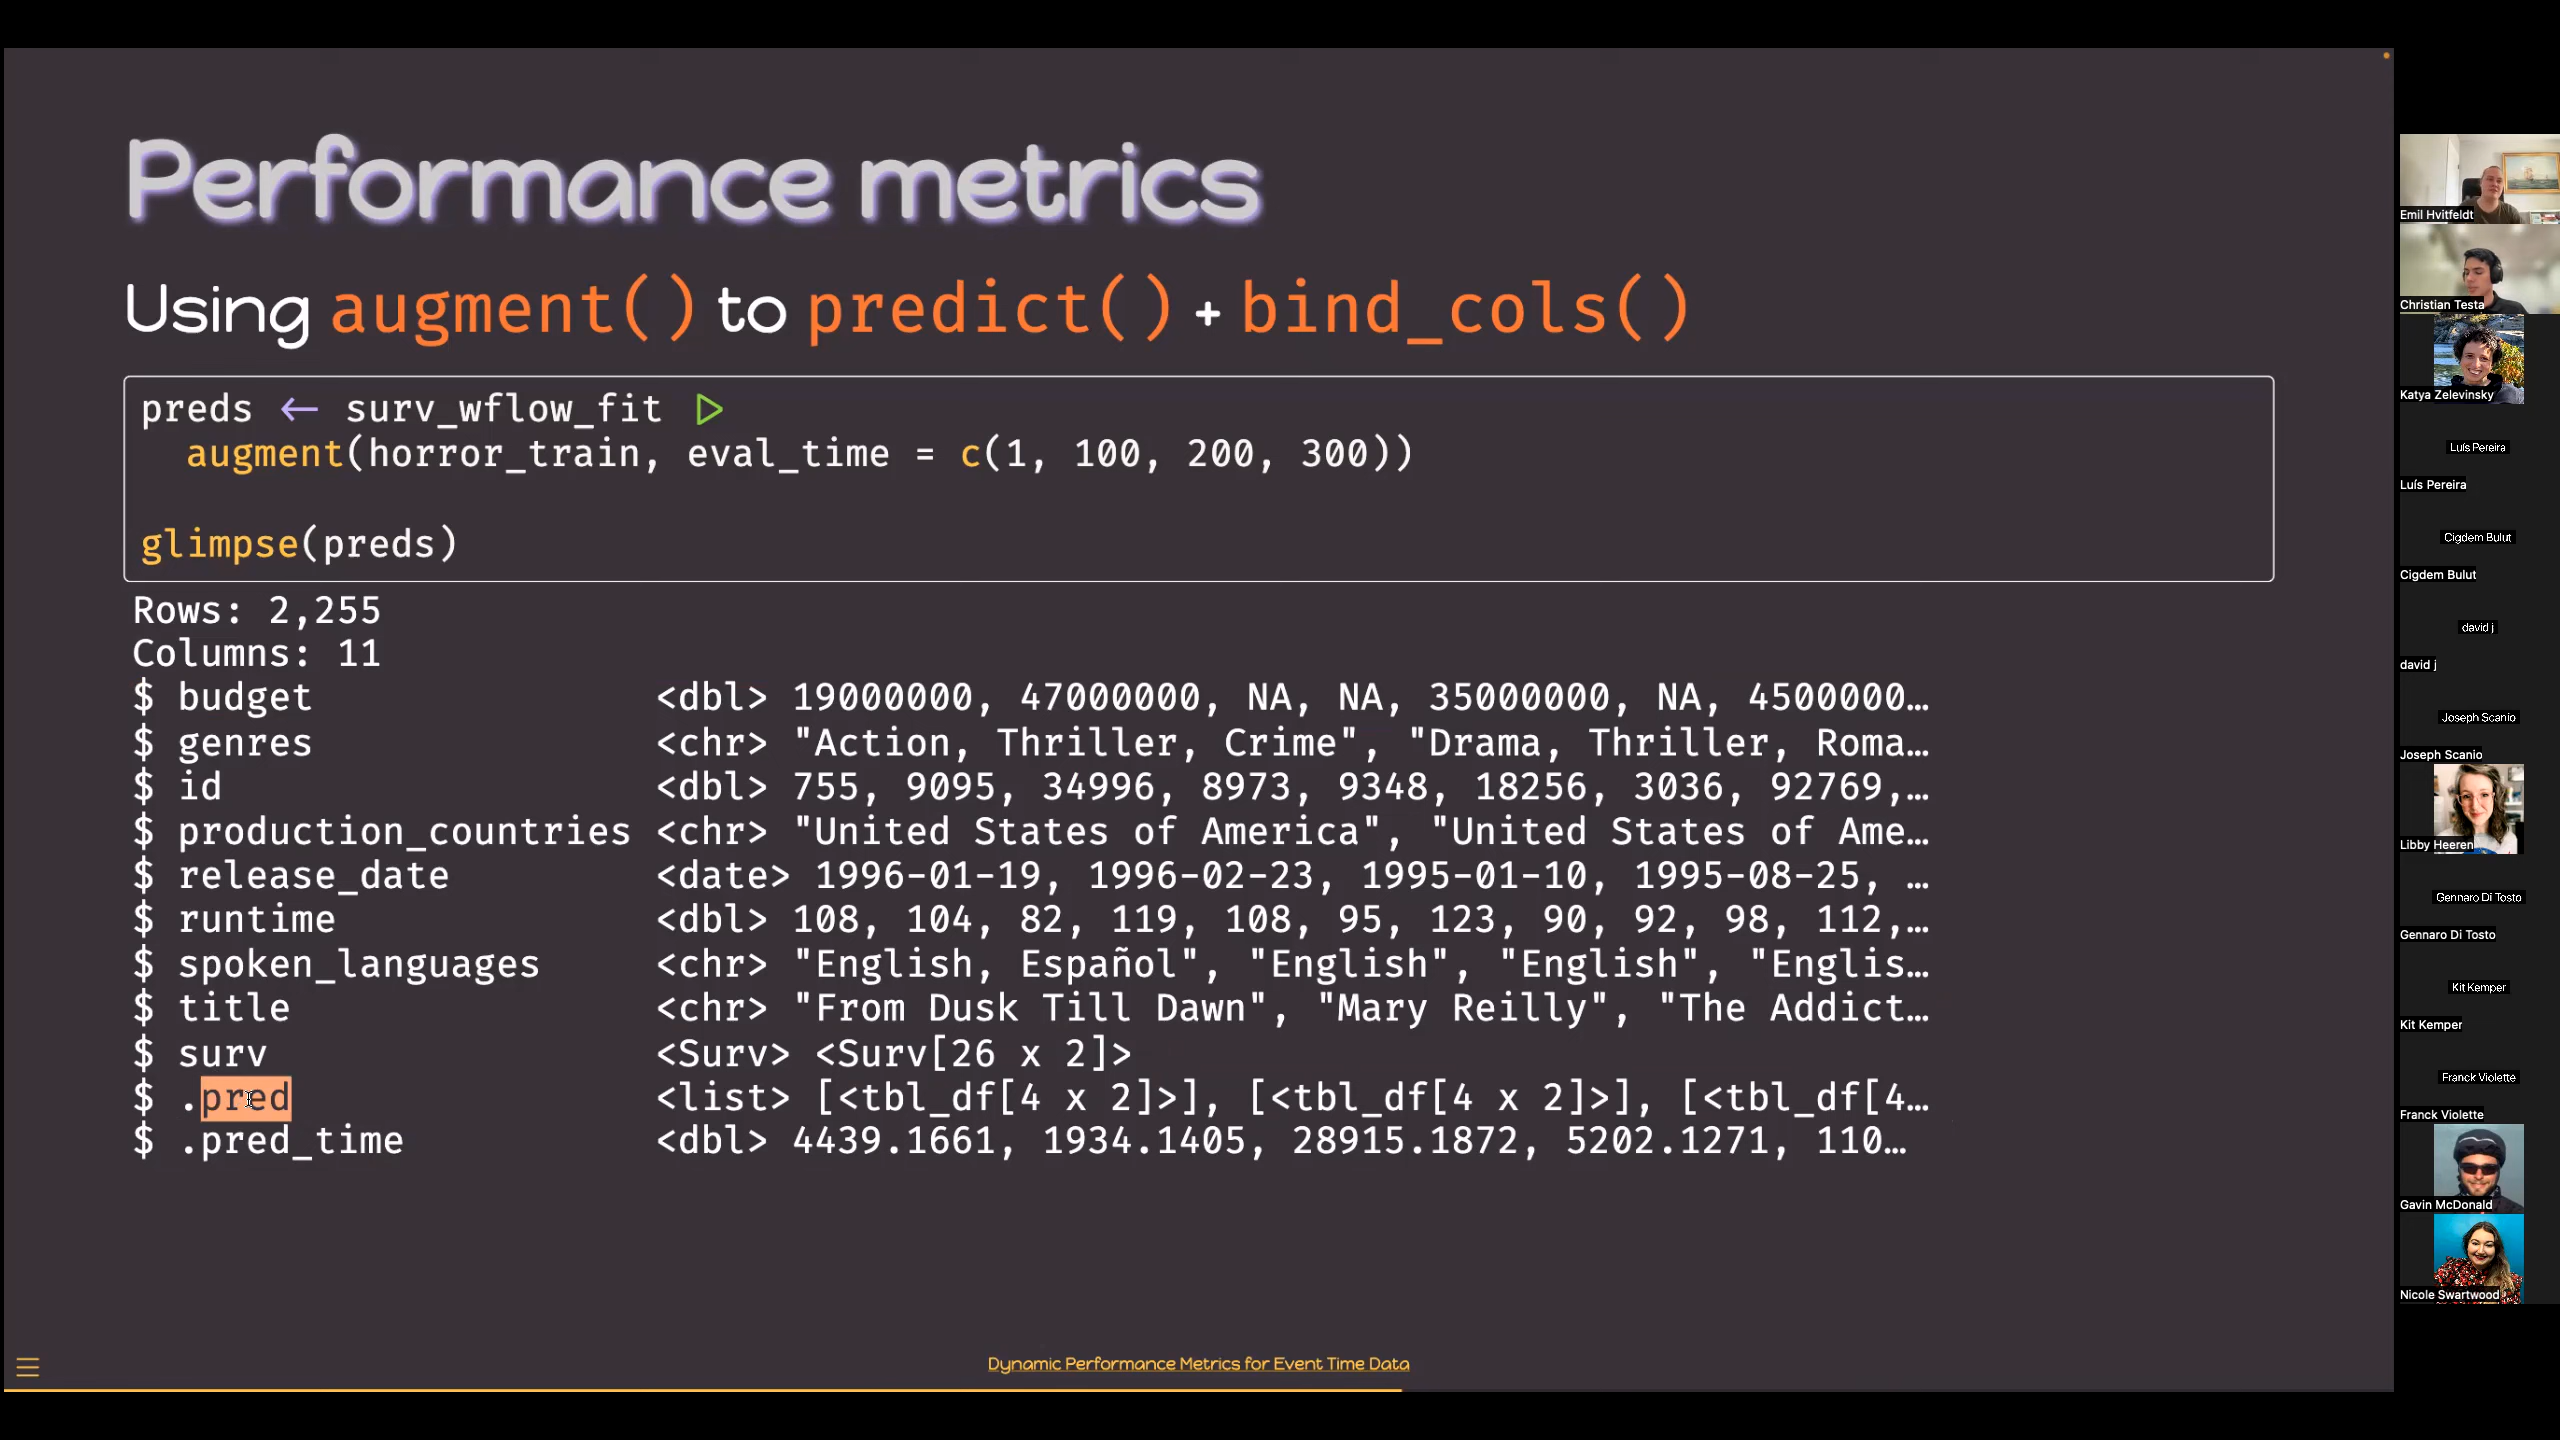 Performance metrics
Using augment() to predict() + bind_cols()
preds <- surv_wflow_fit |>
  augment(horror_train, eval_time = c(1, 100, 200, 300))
glimpse(preds)
Rows: 2,255
Columns: 11
$ budget               <dbl> 19000000, 47000000, NA, NA, 35000000, NA, 4500000…
$ genres               <chr> "Action, Thriller, Crime", "Drama, Thriller, Roma…
$ id                   <dbl> 755, 9095, 34996, 8973, 9348, 18256, 3036, 92769,…
$ production_countries <chr> "United States of America", "United States of Ame…
$ release_date         <date> 1996-01-19, 1996-02-23, 1995-01-10, 1995-08-25, …
$ runtime              <dbl> 108, 104, 82, 119, 108, 95, 123, 90, 92, 98, 112,…
$ spoken_languages     <chr> "English, Español", "English", "English", "Englis…
$ title                <chr> "From Dusk Till Dawn", "Mary Reilly", "The Addict…
$ surv                 <Surv> <Surv[26 x 2]>
$ .pred                <list> [<tbl_df[4 x 2]>], [<tbl_df[4 x 2]>], [<tbl_df[4…
$ .pred_time           <dbl> 4439.1661, 1934.1405, 28915.1872, 5202.1271, 110…
Dynamic Performance Metrics for Event Time Data
Emil Hvitfeldt
Christian Testa
Katya Zelevinsky
Luís Pereira
Luís Pereira
Cigdem Bulut
Cigdem Bulut
david j
david j
Joseph Scanio
Joseph Scanio
Libby Heeren
Gennaro Di Tosto
Gennaro Di Tosto
Kit Kemper
Kit Kemper
Franck Violette
Franck Violette
Gavin McDonald
Nicole Swartwood